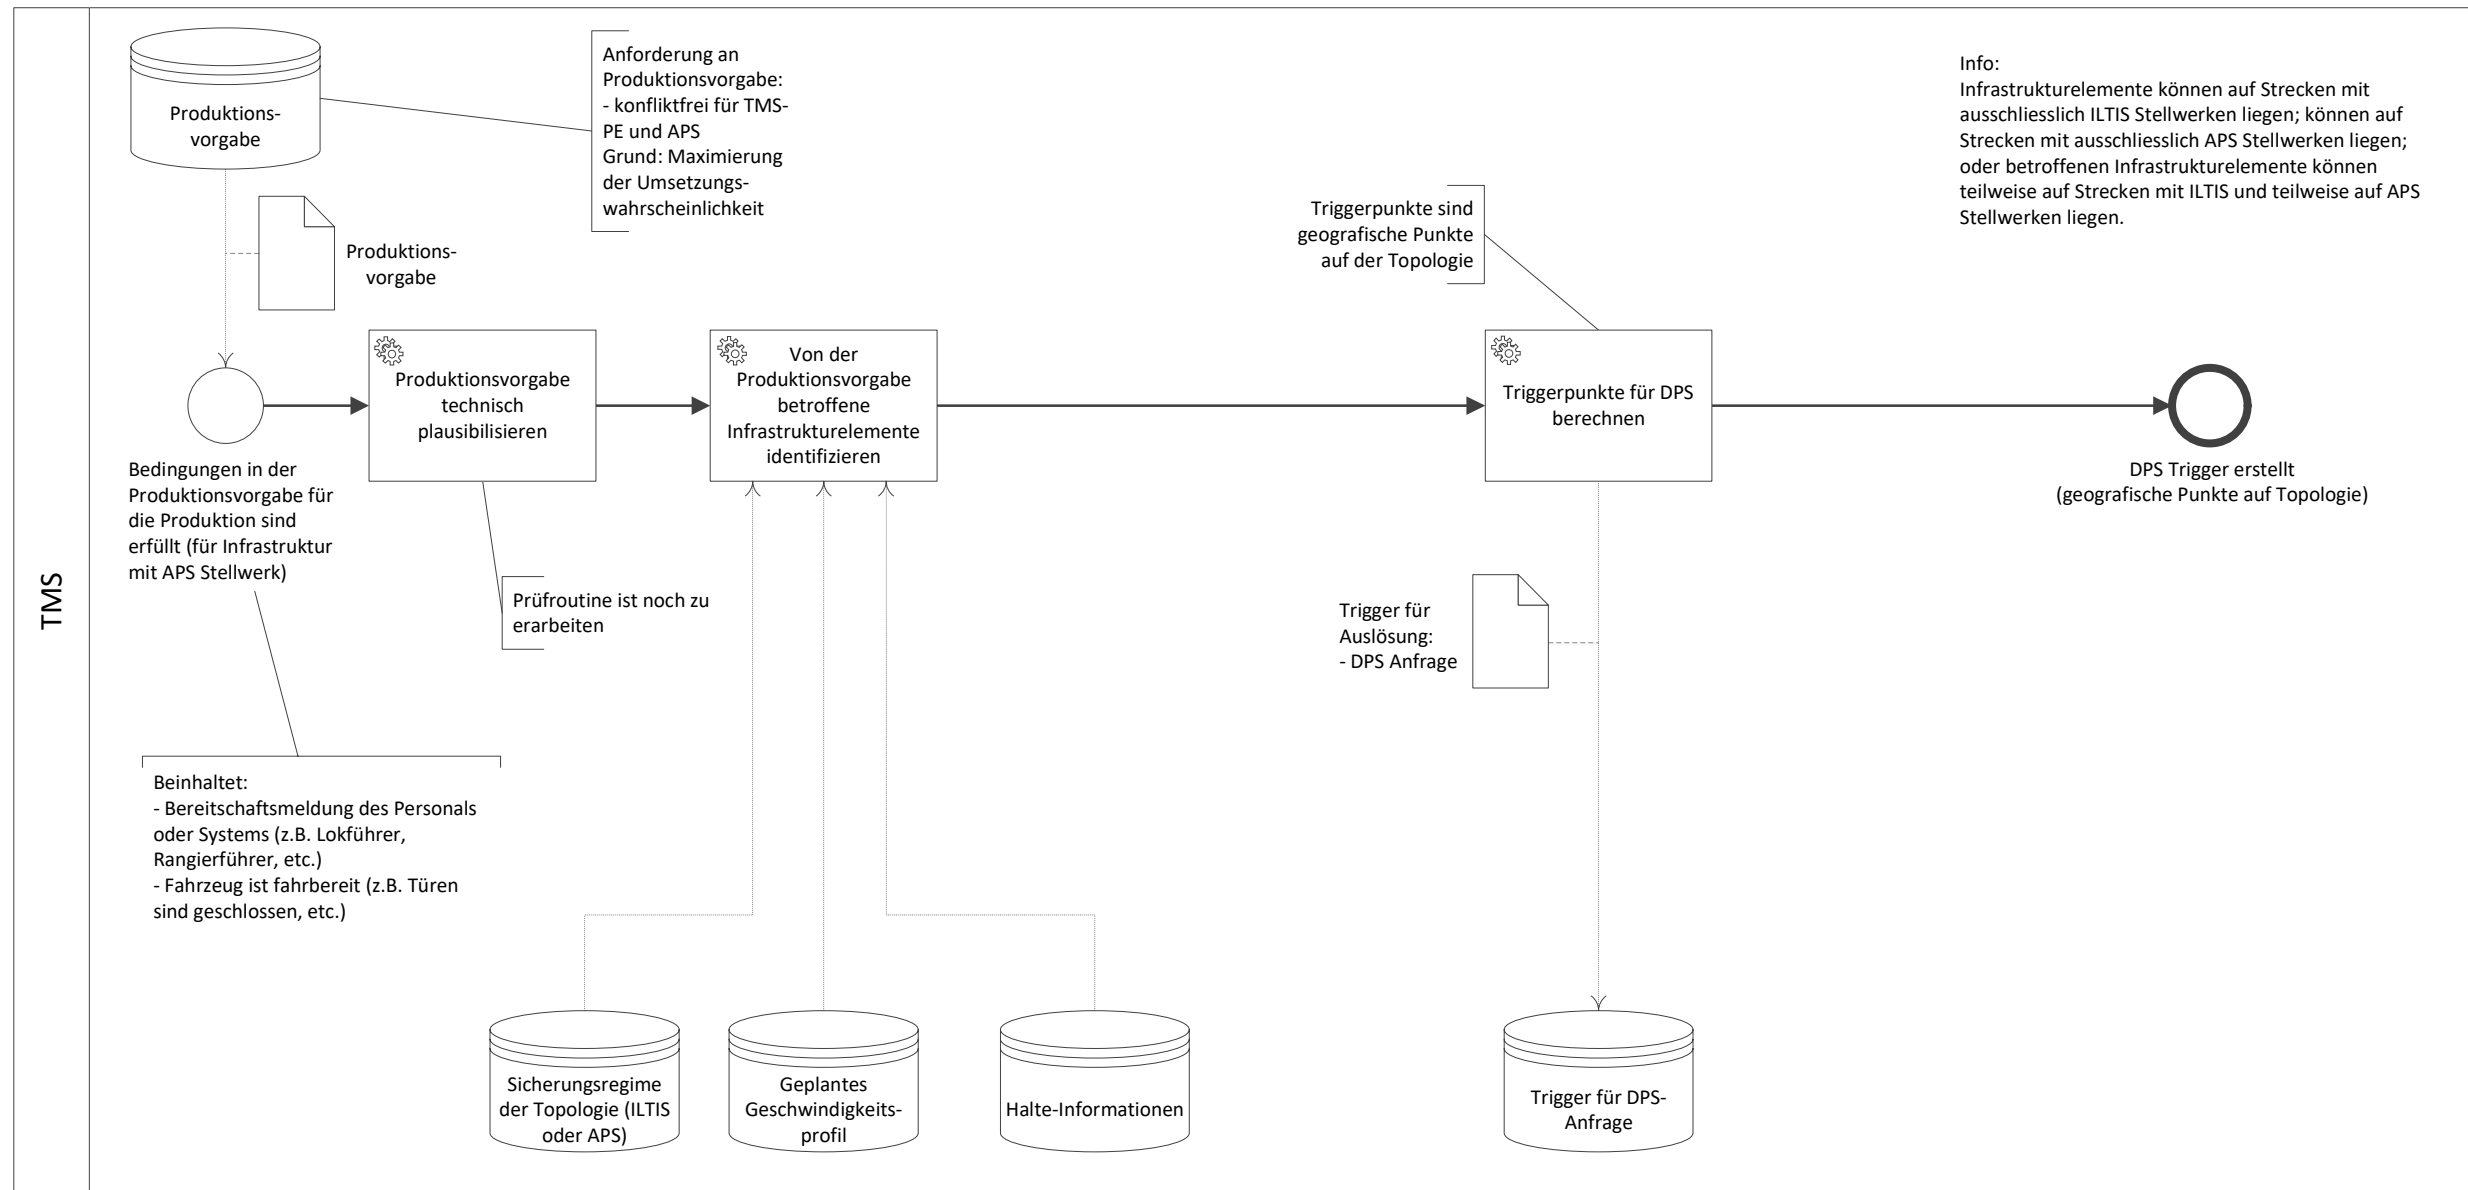 TMS
Produktions-
vorgabe
Anforderung an
Produktionsvorgabe:
- konfliktfrei für TMS-
PE und APS
Grund: Maximierung
der Umsetzungs-
wahrscheinlichkeit
Info:
Infrastrukturelemente können auf Strecken mit
ausschliesslich ILTIS Stellwerken liegen; können auf
Strecken mit ausschliesslich APS Stellwerken liegen;
oder betroffenen Infrastrukturelemente können
teilweise auf Strecken mit ILTIS und teilweise auf APS
Stellwerken liegen.
Produktions-
vorgabe
Triggerpunkte sind
geografische Punkte
auf der Topologie
Bedingungen in der
Produktionsvorgabe für
die Produktion sind
erfüllt (für Infrastruktur
mit APS Stellwerk)
Produktionsvorgabe
technisch
plausibilisieren
Von der
Produktionsvorgabe
betroffene
Infrastrukturelemente
identifizieren
Triggerpunkte für DPS
berechnen
DPS Trigger erstellt
(geografische Punkte auf Topologie)
Prüfroutine ist noch zu
erarbeiten
Trigger für
Auslösung:
- DPS Anfrage
Beinhaltet:
- Bereitschaftsmeldung des Personals
oder Systems (z.B. Lokführer,
Rangierführer, etc.)
- Fahrzeug ist fahrbereit (z.B. Türen
sind geschlossen, etc.)
Sicherungsregime
der Topologie (ILTIS
oder APS)
Geplantes
Geschwindigkeits-
profil
Halte-Informationen
Trigger für DPS-
Anfrage